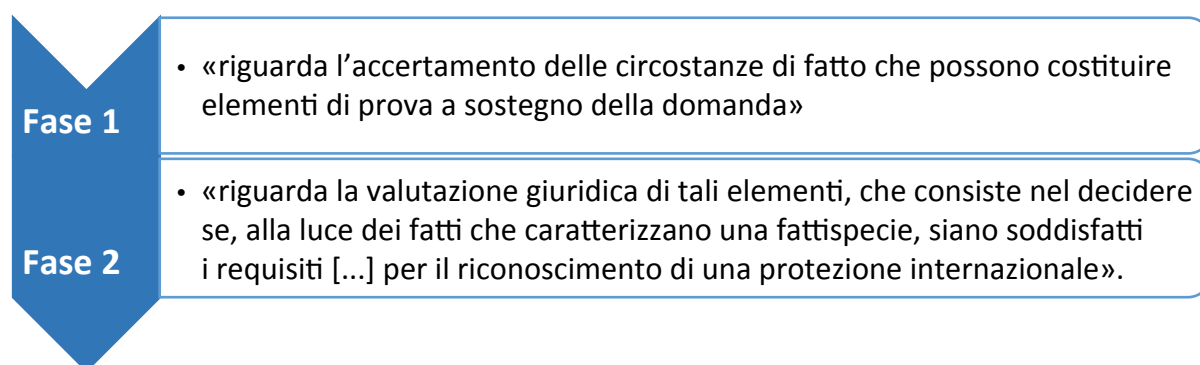 Fase 1
• «riguarda l’accertamento delle circostanze di fatto che possono costituire
elementi di prova a sostegno della domanda»
Fase 2
• «riguarda la valutazione giuridica di tali elementi, che consiste nel decidere
se, alla luce dei fatti che caratterizzano una fattispecie, siano soddisfatti
i requisiti [...] per il riconoscimento di una protezione internazionale».